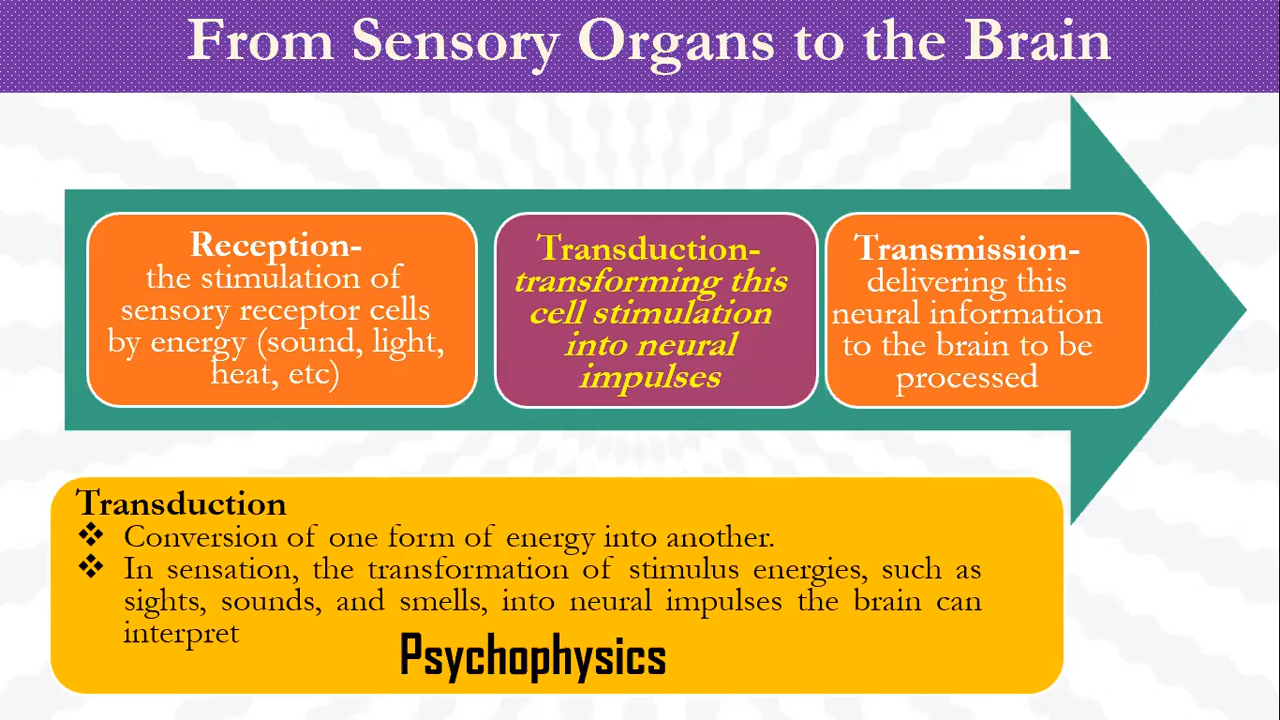 From Sensory Organs to the Brain
Reception-
the stimulation of
sensory receptor cells
by energy (sound, light,
heat, etc)
Transduction-
transforming this
cell stimulation
into neural
impulses
Transmission-
delivering this
neural information
to the brain to be
processed
Transduction
❖ Conversion of one form of energy into another.
❖ In sensation, the transformation of stimulus energies, such as
sights, sounds, and smells, into neural impulses the brain can
interpret
Psychophysics